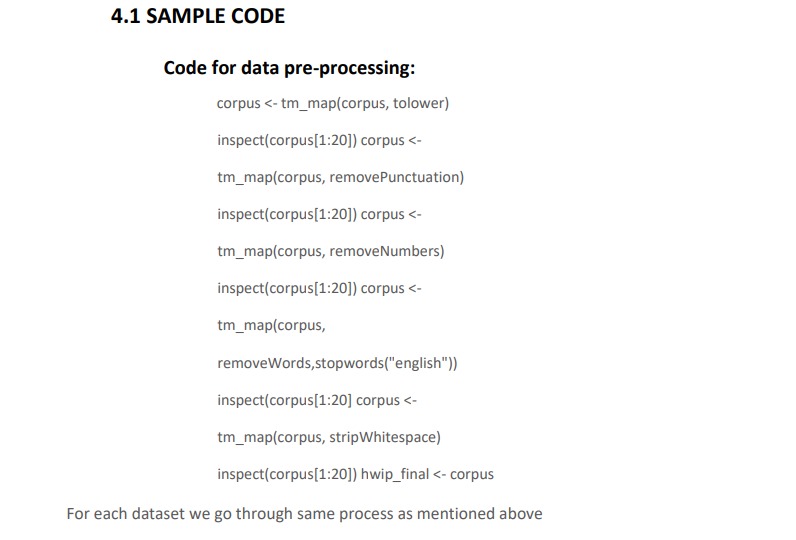 4.1 SAMPLE CODE
Code for data pre-processing:
corpus <- tm_map(corpus, tolower)
inspect(corpus[1:20]) corpus <-
tm_map(corpus, removePunctuation)
inspect(corpus[1:20]) corpus <-
tm_map(corpus, removeNumbers)
inspect(corpus[1:20]) corpus <-
tm_map(corpus,
removeWords,stopwords("english"))
inspect(corpus[1:20] corpus <-
tm_map(corpus, stripWhitespace)
inspect(corpus[1:20]) hwip_final <- corpus
For each dataset we go through same process as mentioned above